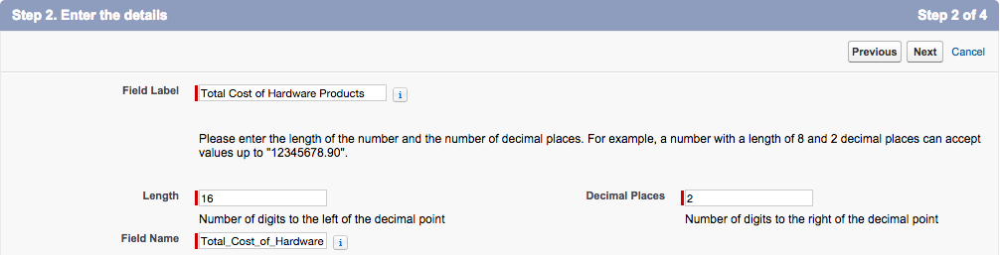 Step 2. Enter the details Step 2 of 4
Previous Next Cancel
Field Label Total Cost of Hardware Products i
Please enter the length of the number and the number of decimal places. For example, a number with a length of 8 and 2 decimal places can accept
values up to "12345678.90".
Length 16 Decimal Places 2
Number of digits to the left of the decimal point Number of digits to the right of the decimal point
Field Name Total_Cost_of_Hardware i